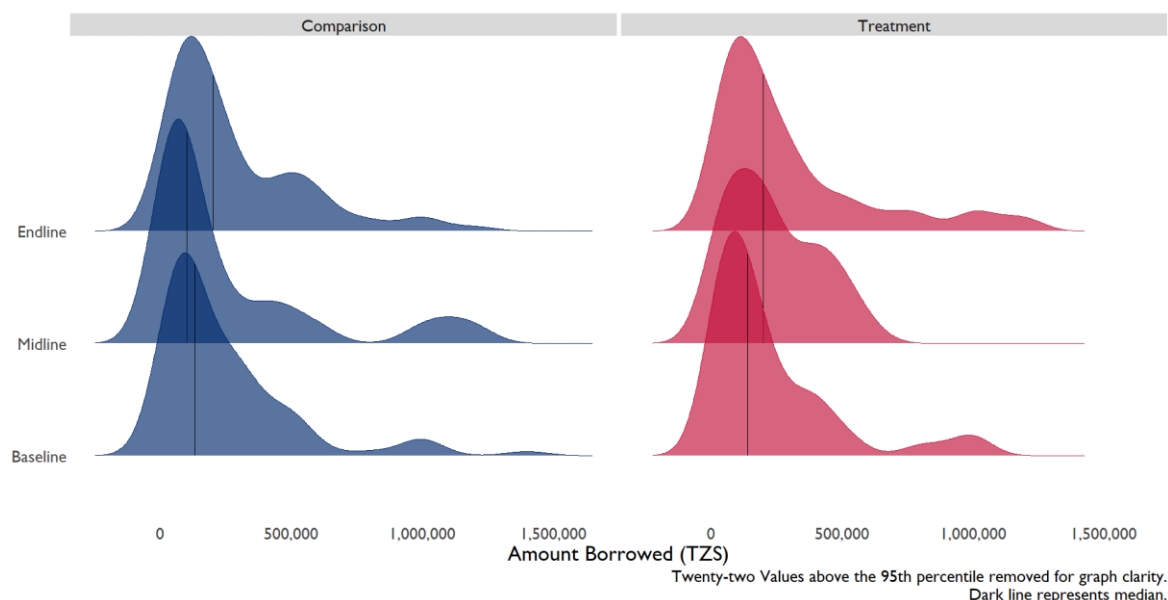 Comparison
Treatment
Endline
Midline
Baseline
0 500,000 1,000,000 1,500,000
0 500,000 1,000,000 1,500,000
Amount Borrowed (TZS)
Twenty-two Values above the 95th percentile removed for graph clarity.
Dark line represents median.